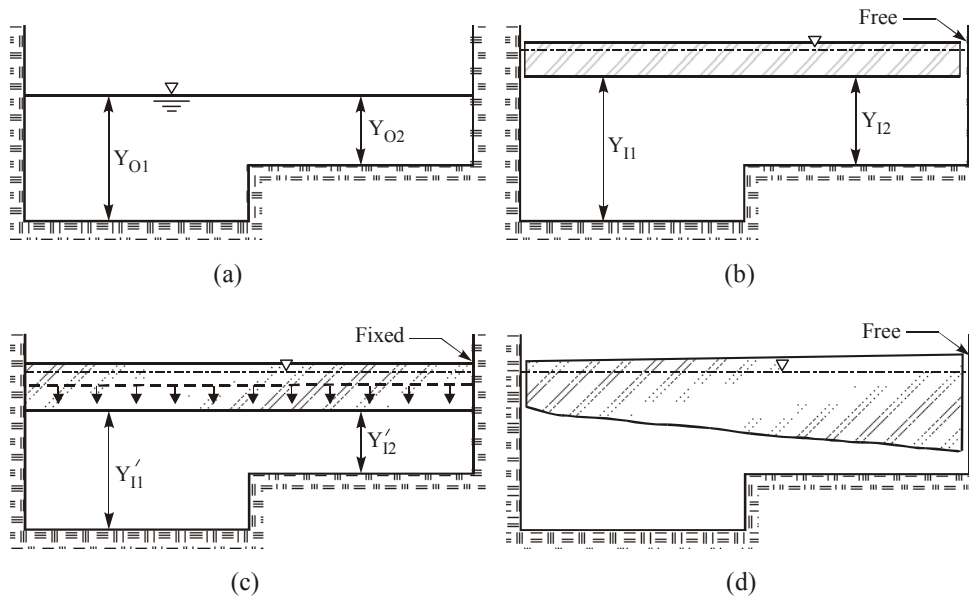 Y_O1
Y_O2
(a)
Free
Y_I1
Y_I2
(b)
Fixed
Y′_I1
Y′_I2
(c)
Free
(d)